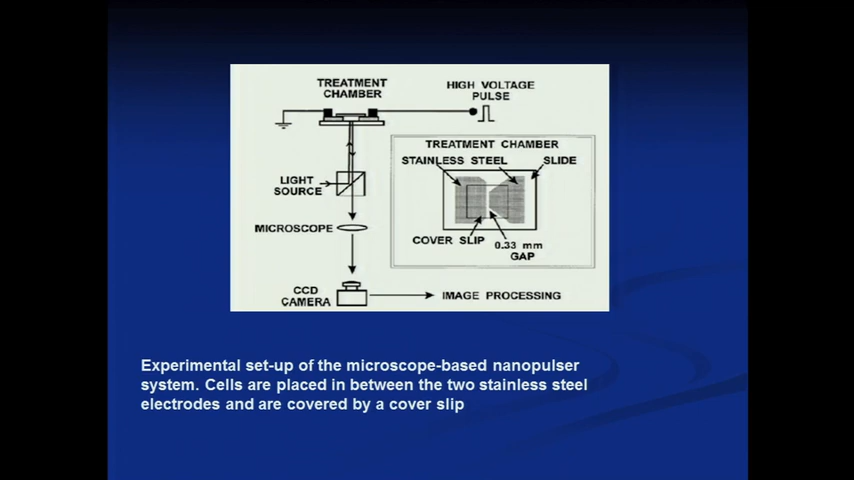 TREATMENT
CHAMBER
HIGH VOLTAGE
PULSE
TREATMENT CHAMBER
STAINLESS STEEL
SLIDE
LIGHT
SOURCE
MICROSCOPE
COVER SLIP
0.33 mm
GAP
CCD
CAMERA
IMAGE PROCESSING
Experimental set-up of the microscope-based nanopulser
system. Cells are placed in between the two stainless steel
electrodes and are covered by a cover slip